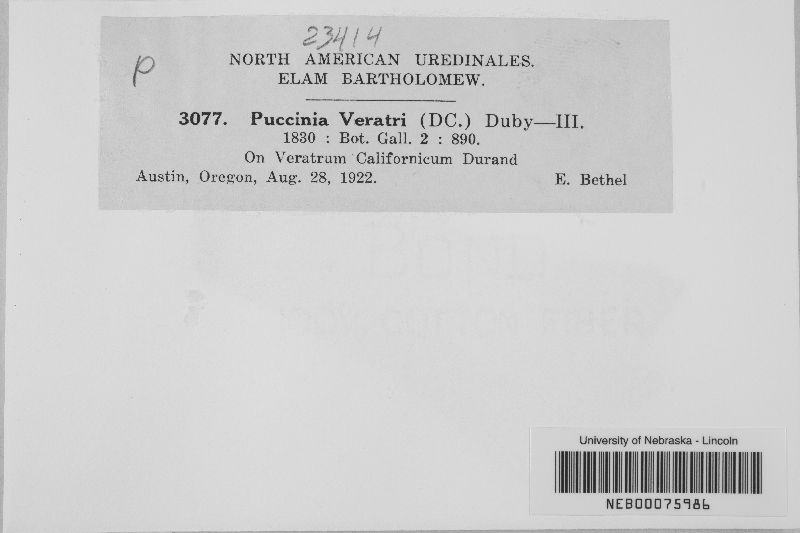 23414
P
NORTH AMERICAN UREDINALES.
ELAM BARTHOLOMEW.
3077. Puccinia Veratri (DC.) Duby—III.
1830 : Bot. Gall. 2 : 890.
On Veratrum Californicum Durand
Austin, Oregon, Aug. 28, 1922. E. Bethel
University of Nebraska - Lincoln
NEB00075986